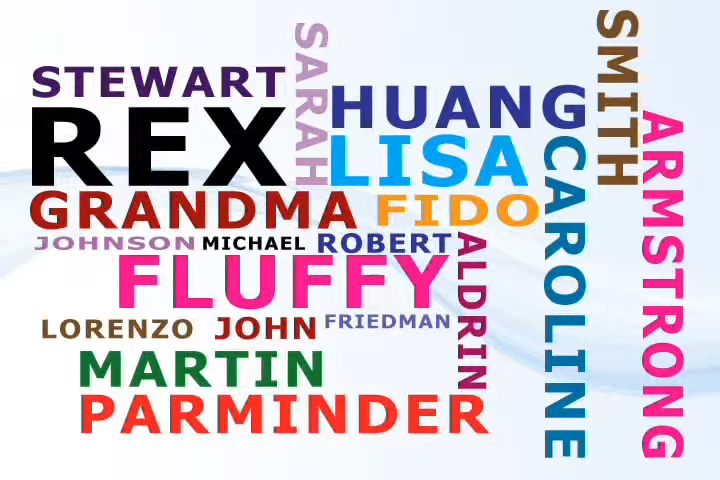 STEWART
SARAH
HUANG
SMITH
REX
LISA
ARMSTRONG
CAROLINE
GRANDMA
FIDO
JOHNSON
MICHAEL
ROBERT
ALDRIN
FLUFFY
LORENZO
JOHN
FRIEDMAN
MARTIN
PARMINDER